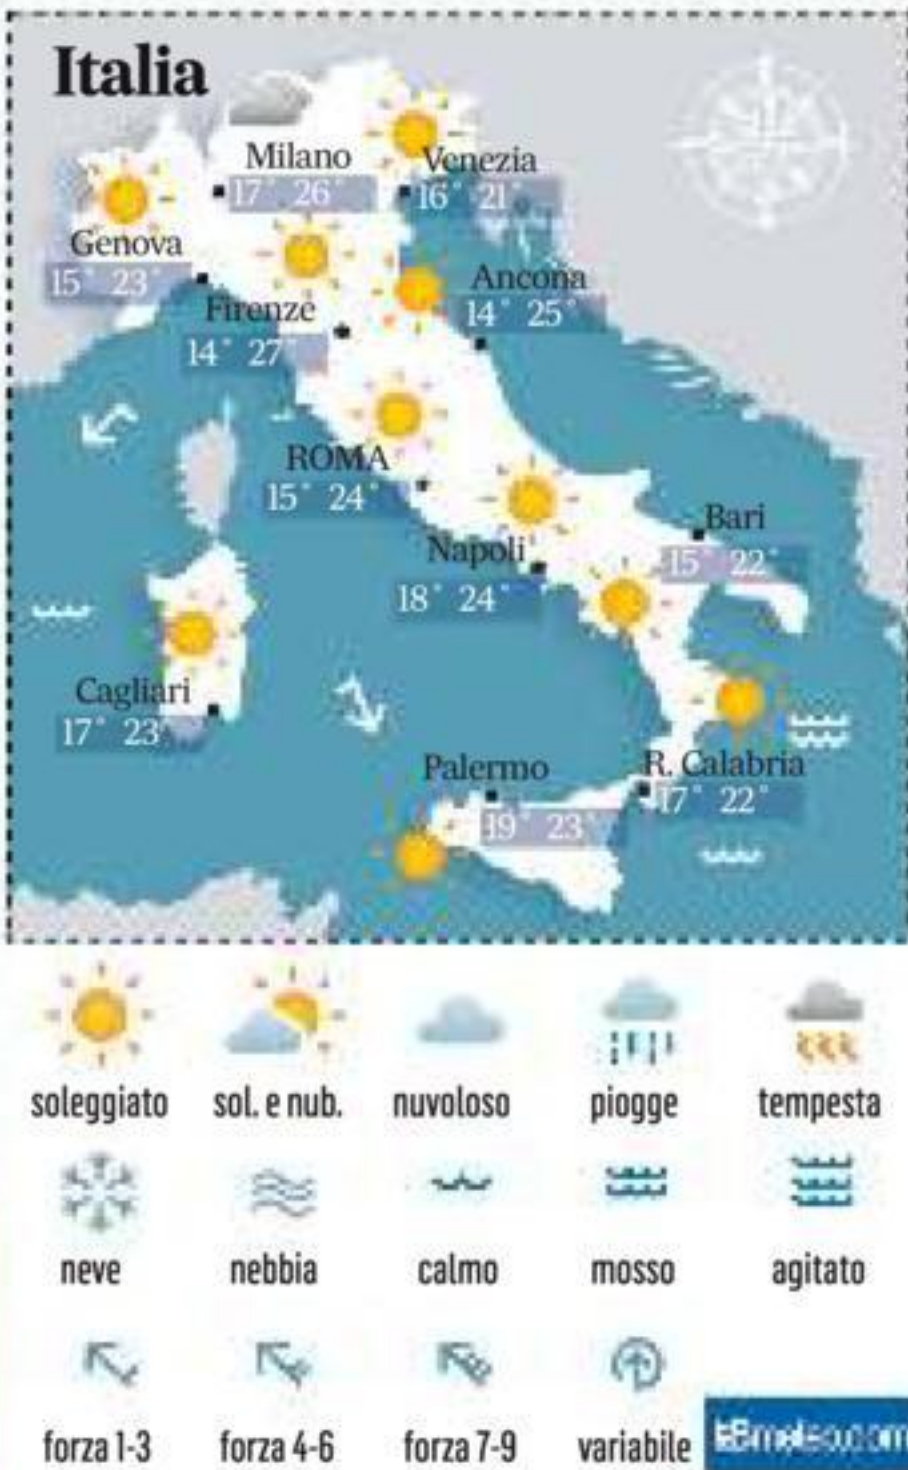 Italia
Milano
17° 26°
Venezia
16° 21°
Genova
15° 23°
Ancona
14° 25°
Firenze
14° 27°
ROMA
15° 24°
Bari
15° 22°
Napoli
18° 24°
Cagliari
17° 23°
Palermo
19° 23°
R. Calabria
17° 22°
soleggiato sol. e nub. nuvoloso piogge tempesta
neve nebbia calmo mosso agitato
forza 1-3 forza 4-6 forza 7-9 variabile